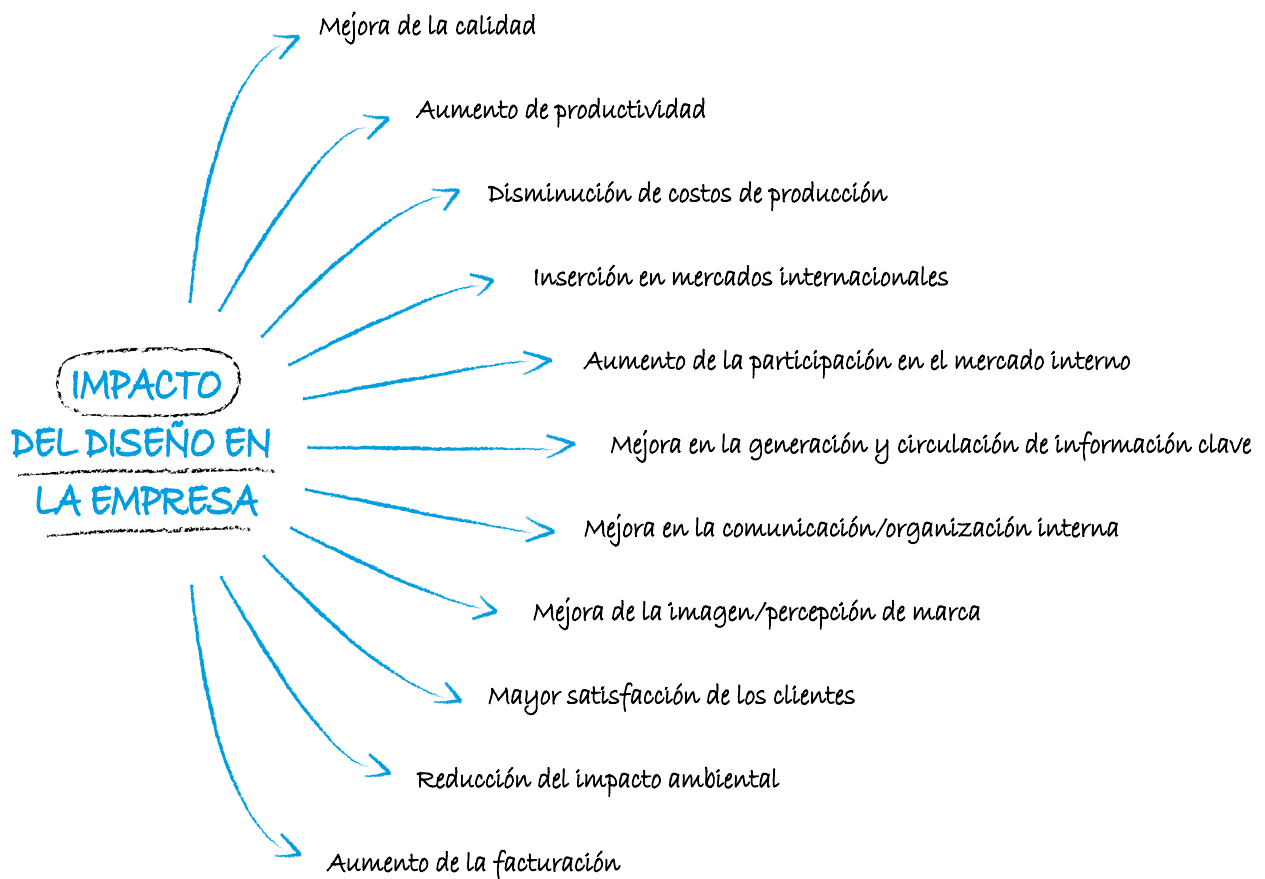 Mejora de la calidad
Aumento de productividad
Disminución de costos de producción
Inserción en mercados internacionales
Aumento de la participación en el mercado interno
Mejora en la generación y circulación de información clave
Mejora en la comunicación/organización interna
Mejora de la imagen/percepción de marca
Mayor satisfacción de los clientes
Reducción del impacto ambiental
Aumento de la facturación
IMPACTO
DEL DISEÑO EN
LA EMPRESA